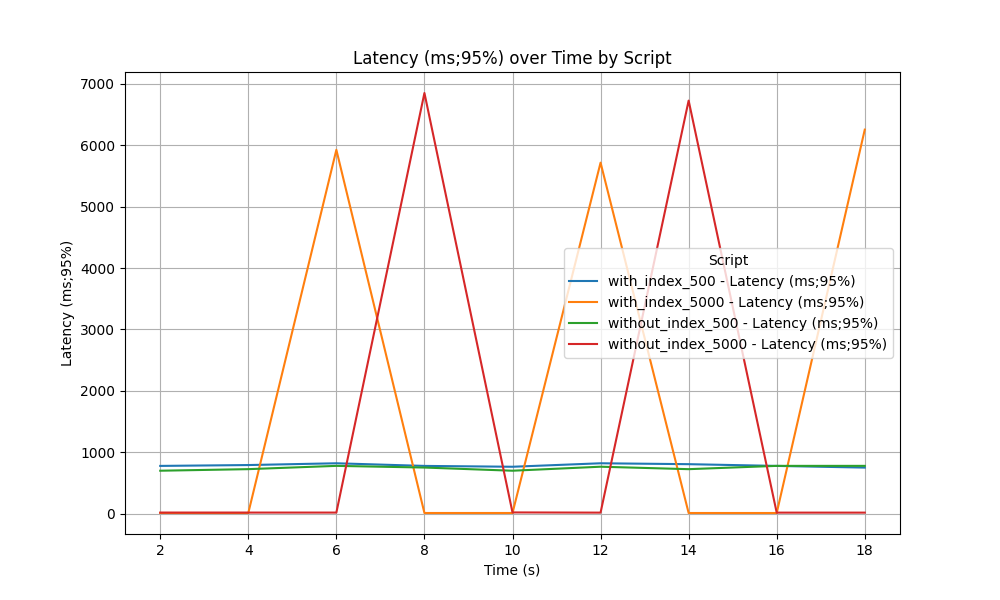 Latency (ms;95%) over Time by Script
7000
6000
5000
4000
3000
2000
1000
0
Latency (ms;95%)
Script
with_index_500 - Latency (ms;95%)
with_index_5000 - Latency (ms;95%)
without_index_500 - Latency (ms;95%)
without_index_5000 - Latency (ms;95%)
2 4 6 8 10 12 14 16 18
Time (s)